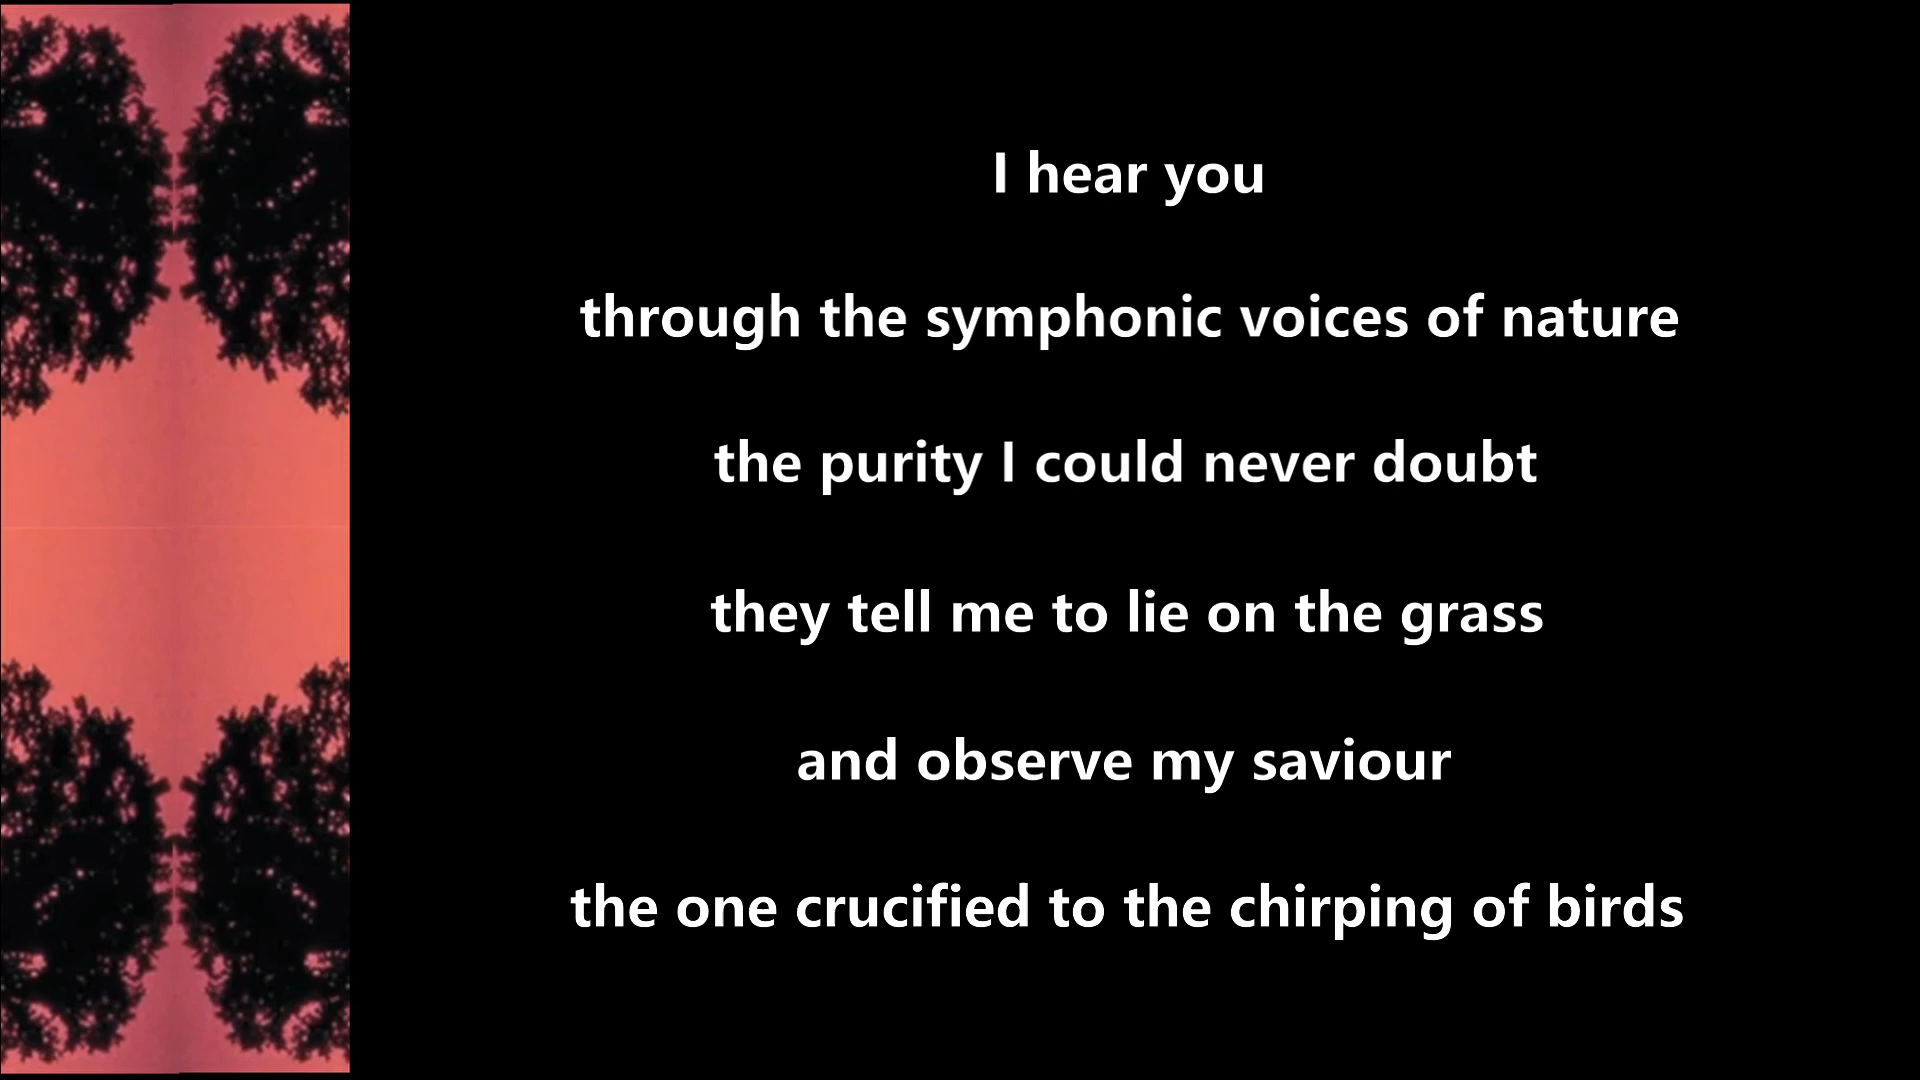 I hear you
through the symphonic voices of nature
the purity I could never doubt
they tell me to lie on the grass
and observe my saviour
the one crucified to the chirping of birds